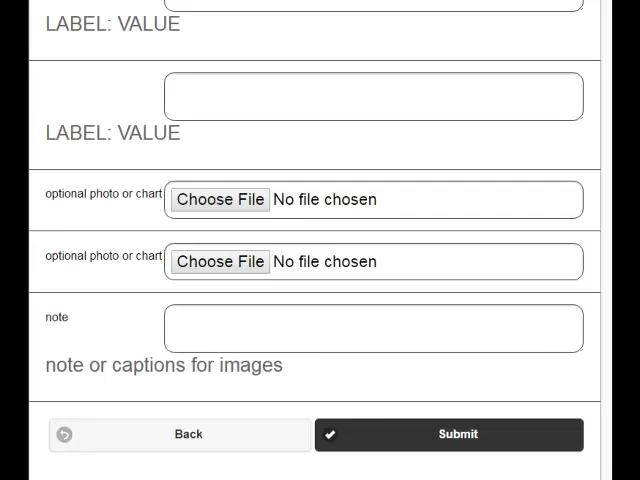 LABEL: VALUE
LABEL: VALUE
optional photo or chart Choose File No file chosen
optional photo or chart Choose File No file chosen
note
note or captions for images
Back Submit